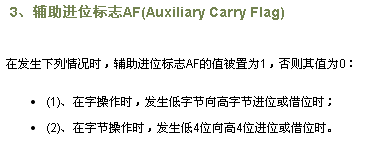 3、辅助进位标志AF(Auxiliary Carry Flag)
在发生下列情况时，辅助进位标志AF的值被置为1，否则其值为0：
• (1)、在字操作时，发生低字节向高字节进位或借位时；
• (2)、在字节操作时，发生低4位向高4位进位或借位时。